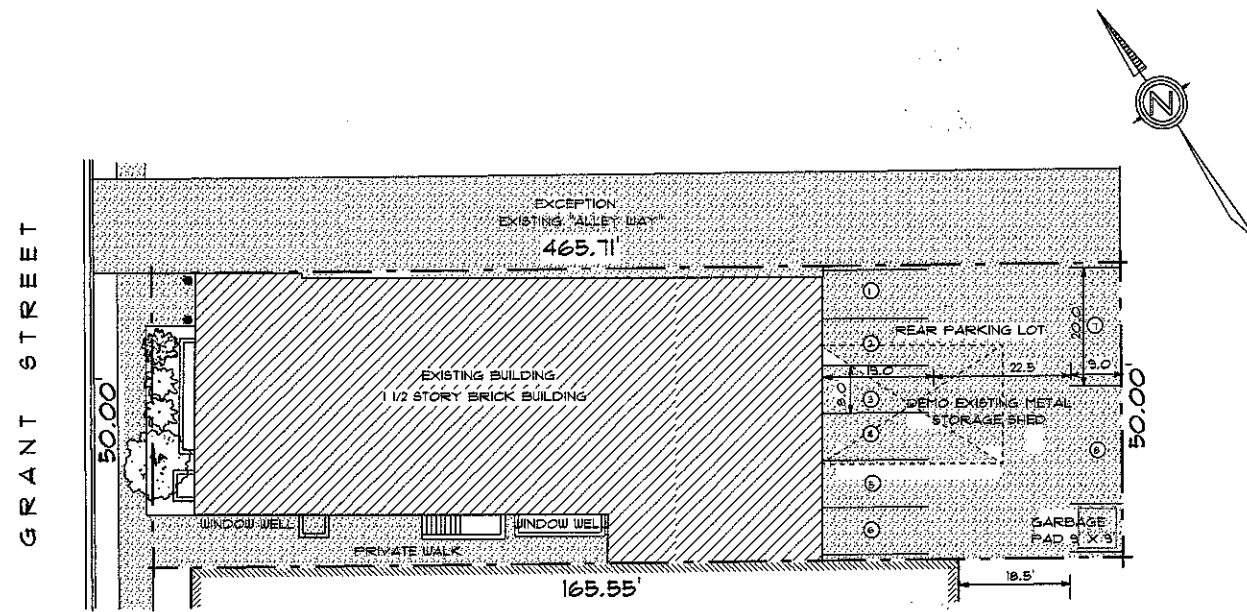 GRANT STREET
N
EXCEPTION
EXISTING "ALLEY WAY"
465.71'
50.00'
EXISTING BUILDING
1 1/2 STORY BRICK BUILDING
1
2
3
4
5
6
7
8
REAR PARKING LOT
20.0
9.0
19.0
22.5
8.0
DEMO EXISTING METAL
STORAGE SHED
50.00'
WINDOW WELL
WINDOW WELL
PRIVATE WALK
GARBAGE
PAD 9 X 9
165.55'
18.5'